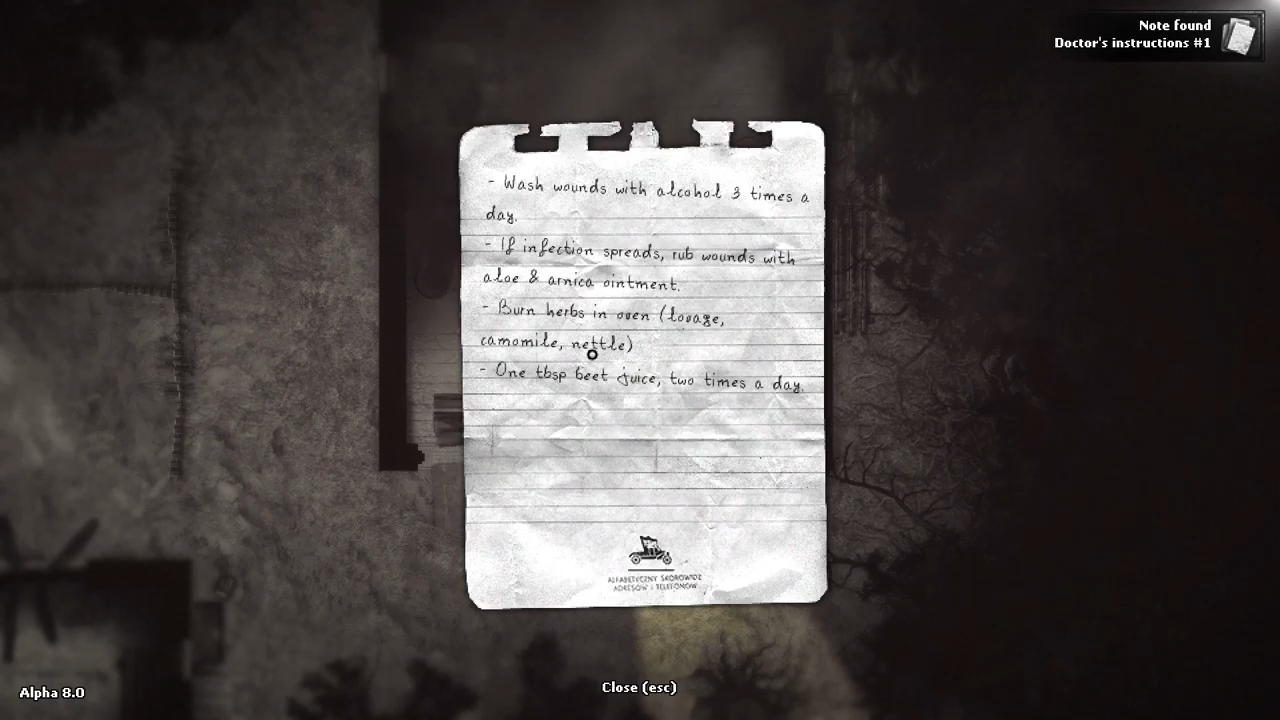 Note found
Doctor's instructions #1
- Wash wounds with alcohol 3 times a
day.
- If infection spreads, rub wounds with
aloe & arnica ointment.
- Burn herbs in oven (lovage,
camomile, nettle)
- One tbsp beet juice, two times a day.
ALFABETYCZNY SKOROWIDZ
ADRESÓW I TELEFONÓW
Close (esc)
Alpha 8.0